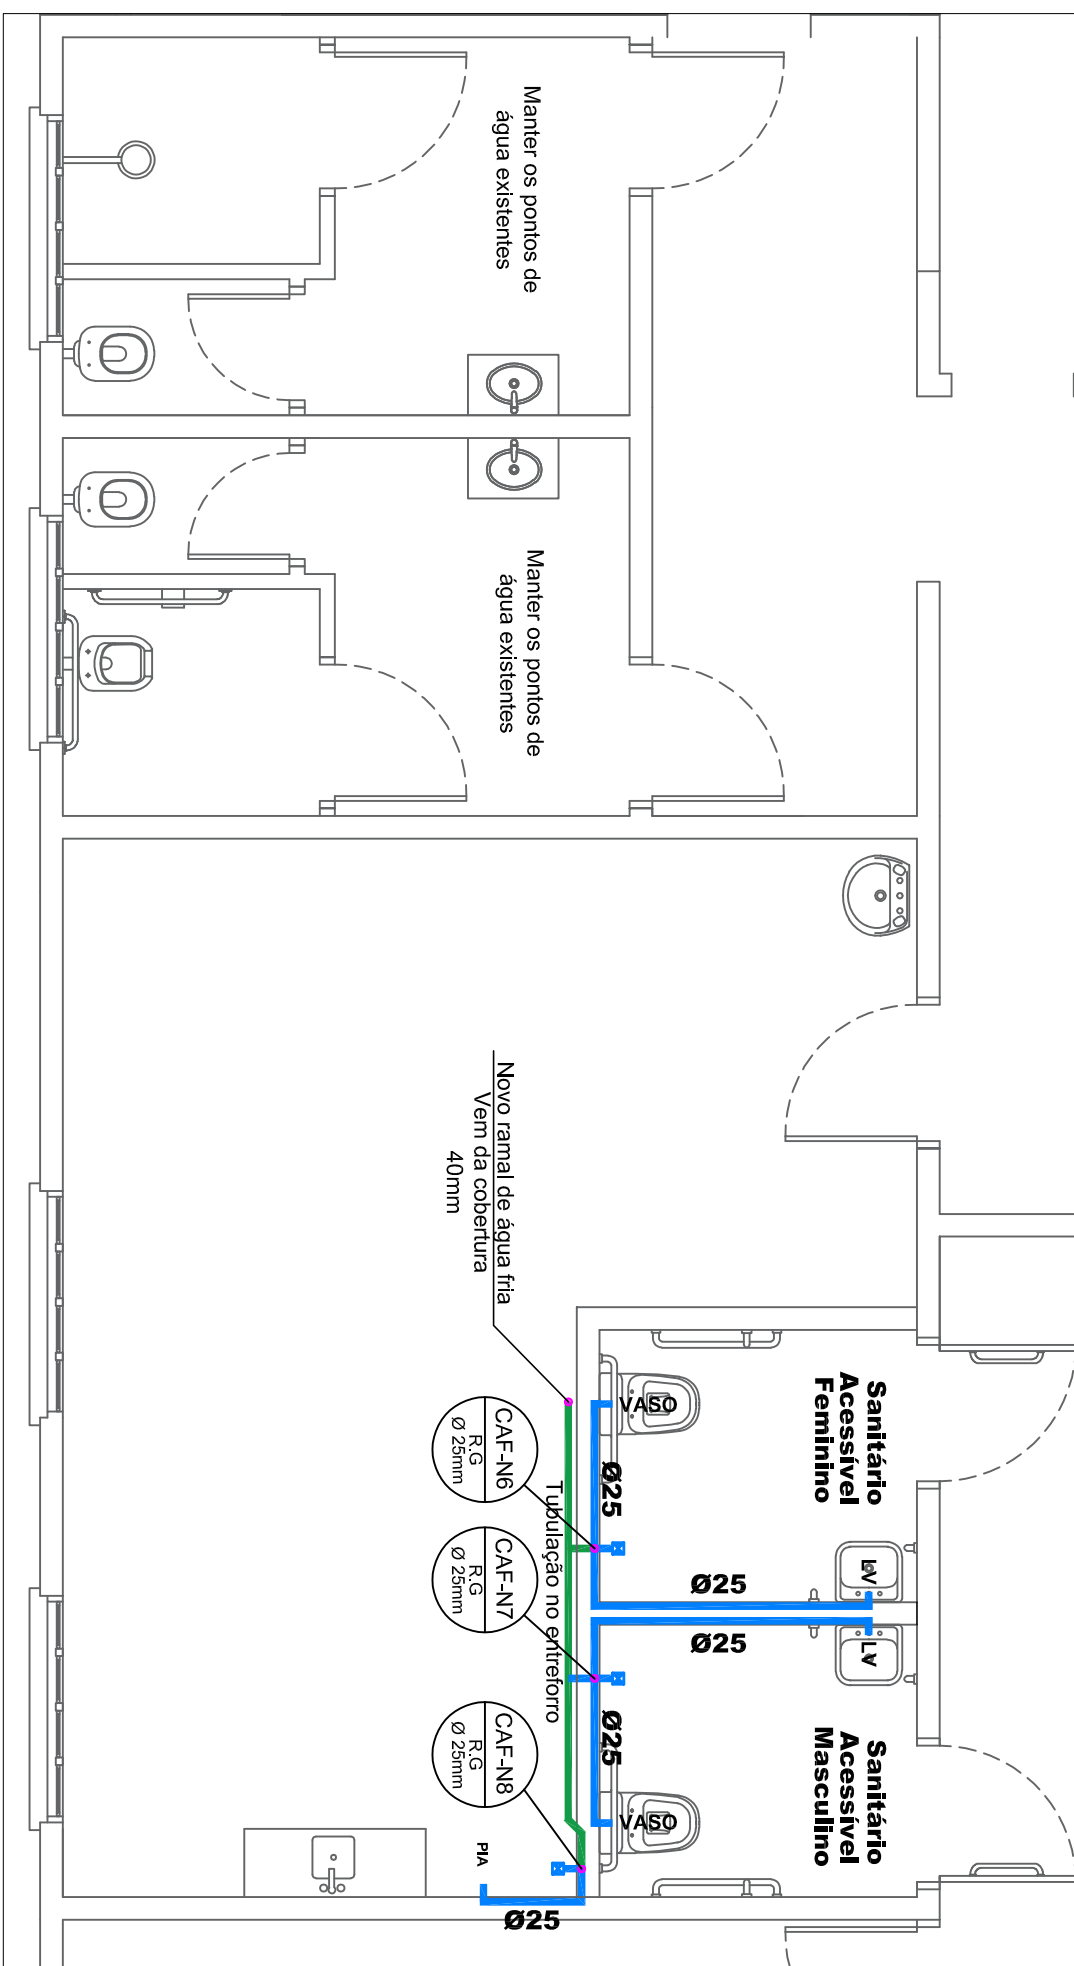 Manter os pontos de
água existentes
Manter os pontos de
água existentes
Novo ramal de água fria
Vem da cobertura
40mm
Sanitário
Acessível
Feminino
VASO
Ø25
LV
Ø25
CAF-N6
R.G
Ø 25mm
Tubulação no entreforro
CAF-N7
R.G
Ø 25mm
LV
Ø25
Ø25
Sanitário
Acessível
Masculino
VASO
CAF-N8
R.G
Ø 25mm
PIA
Ø25